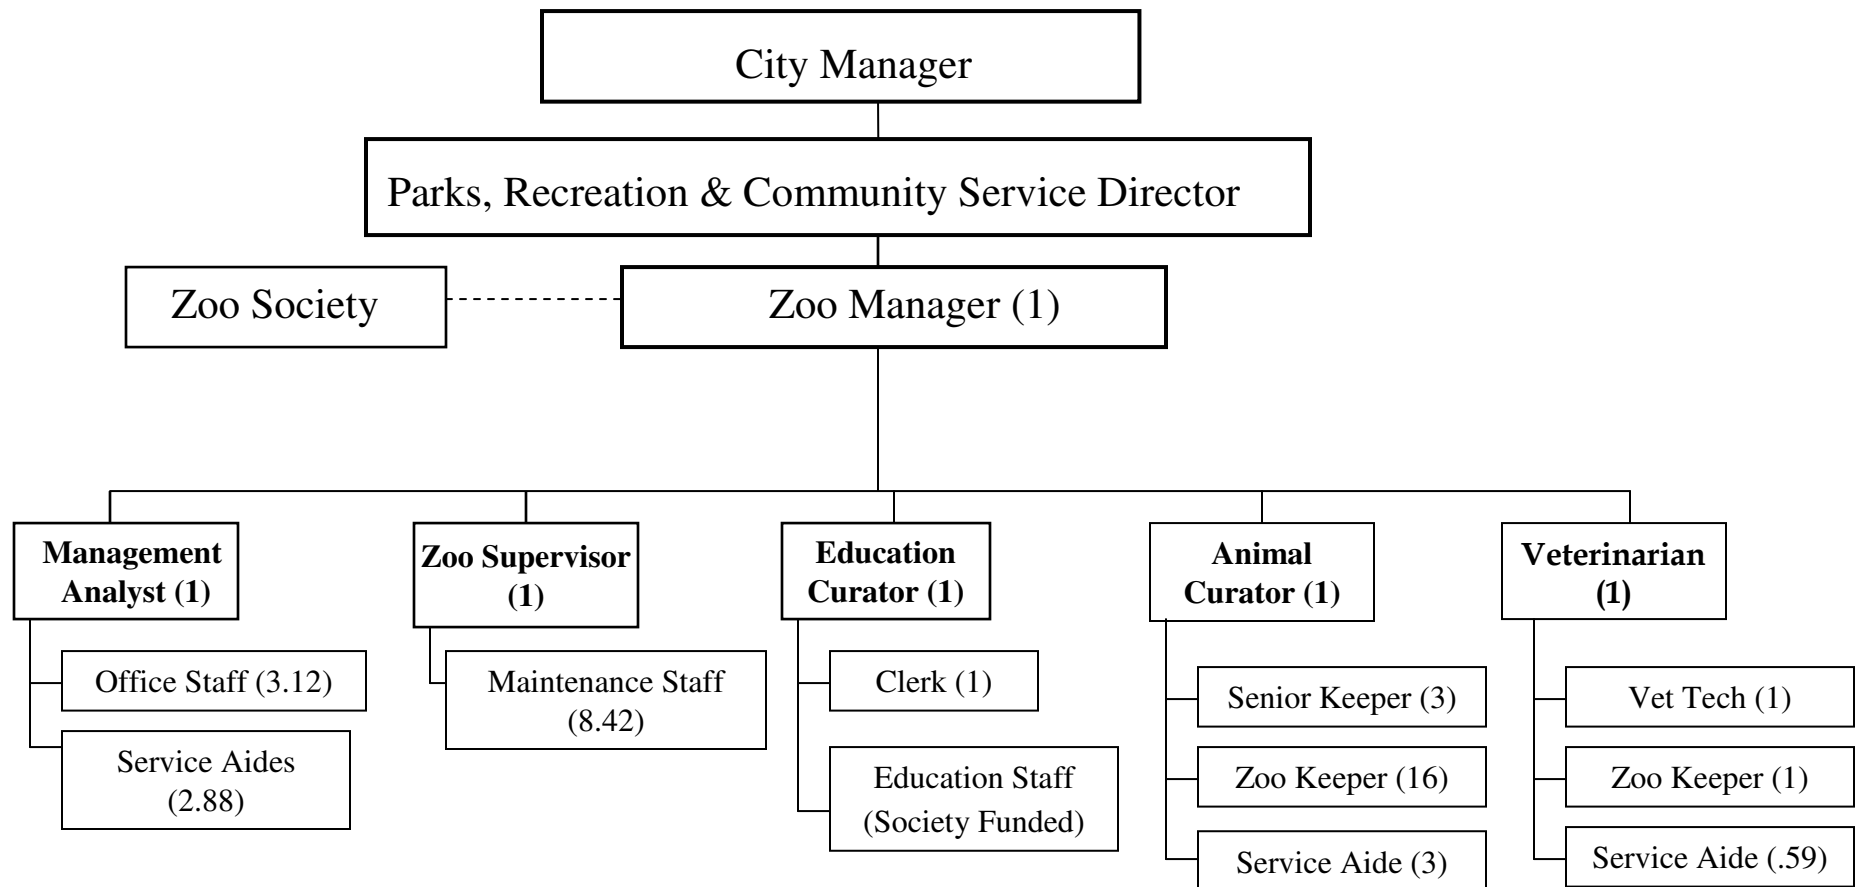 City Manager
Parks, Recreation & Community Service Director
Zoo Society
Zoo Manager (1)
Management
Analyst (1)
Office Staff (3.12)
Service Aides
(2.88)
Zoo Supervisor
(1)
Maintenance Staff
(8.42)
Education
Curator (1)
Clerk (1)
Education Staff
(Society Funded)
Animal
Curator (1)
Senior Keeper (3)
Zoo Keeper (16)
Service Aide (3)
Veterinarian
(1)
Vet Tech (1)
Zoo Keeper (1)
Service Aide (.59)